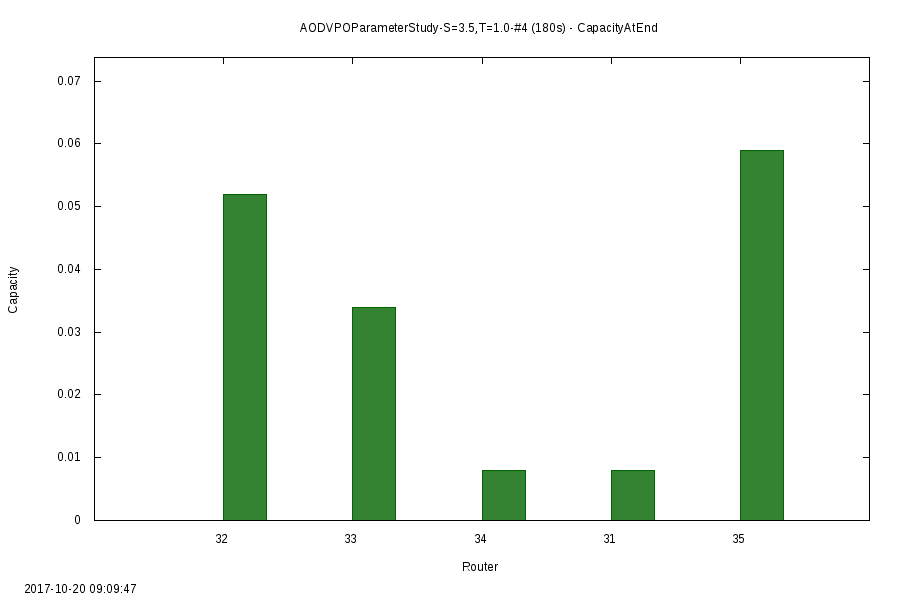 AODVPOParameterStudy-S=3.5,T=1.0-#4 (180s) - CapacityAtEnd
0.07
0.06
0.05
0.04
0.03
0.02
0.01
0
Capacity
32 33 34 31 35
Router
2017-10-20 09:09:47